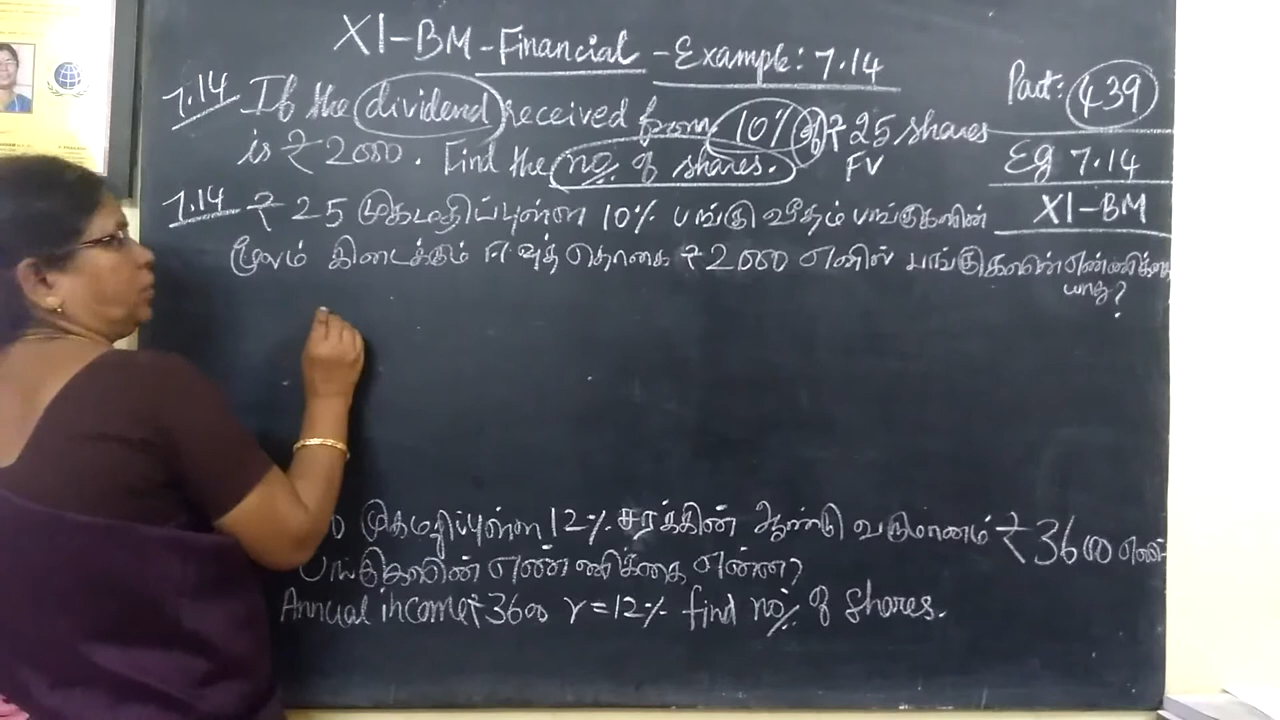 XI-BM-Financial-Example: 7.14
Part: 439
Eg 7.14
XI-BM
7.14 If the dividend received from 10% of ₹25 shares
is ₹2000. Find the no/. of shares. FV
7.14 ₹25 முகமதிப்புள்ள 10% பங்கு வீதம் பங்குகளின்
மூலம் கிடைக்கும் ஈவுத் தொகை ₹2000 எனில் பங்குகளின் எண்ணிக்கை
யாது?
முகமதிப்புள்ள 12% சரக்கின் ஆண்டு வருமானம் ₹3600 எனில்
பங்குகளின் எண்ணிக்கை என்ன?
Annual income ₹3600 r=12% find no/. of shares.